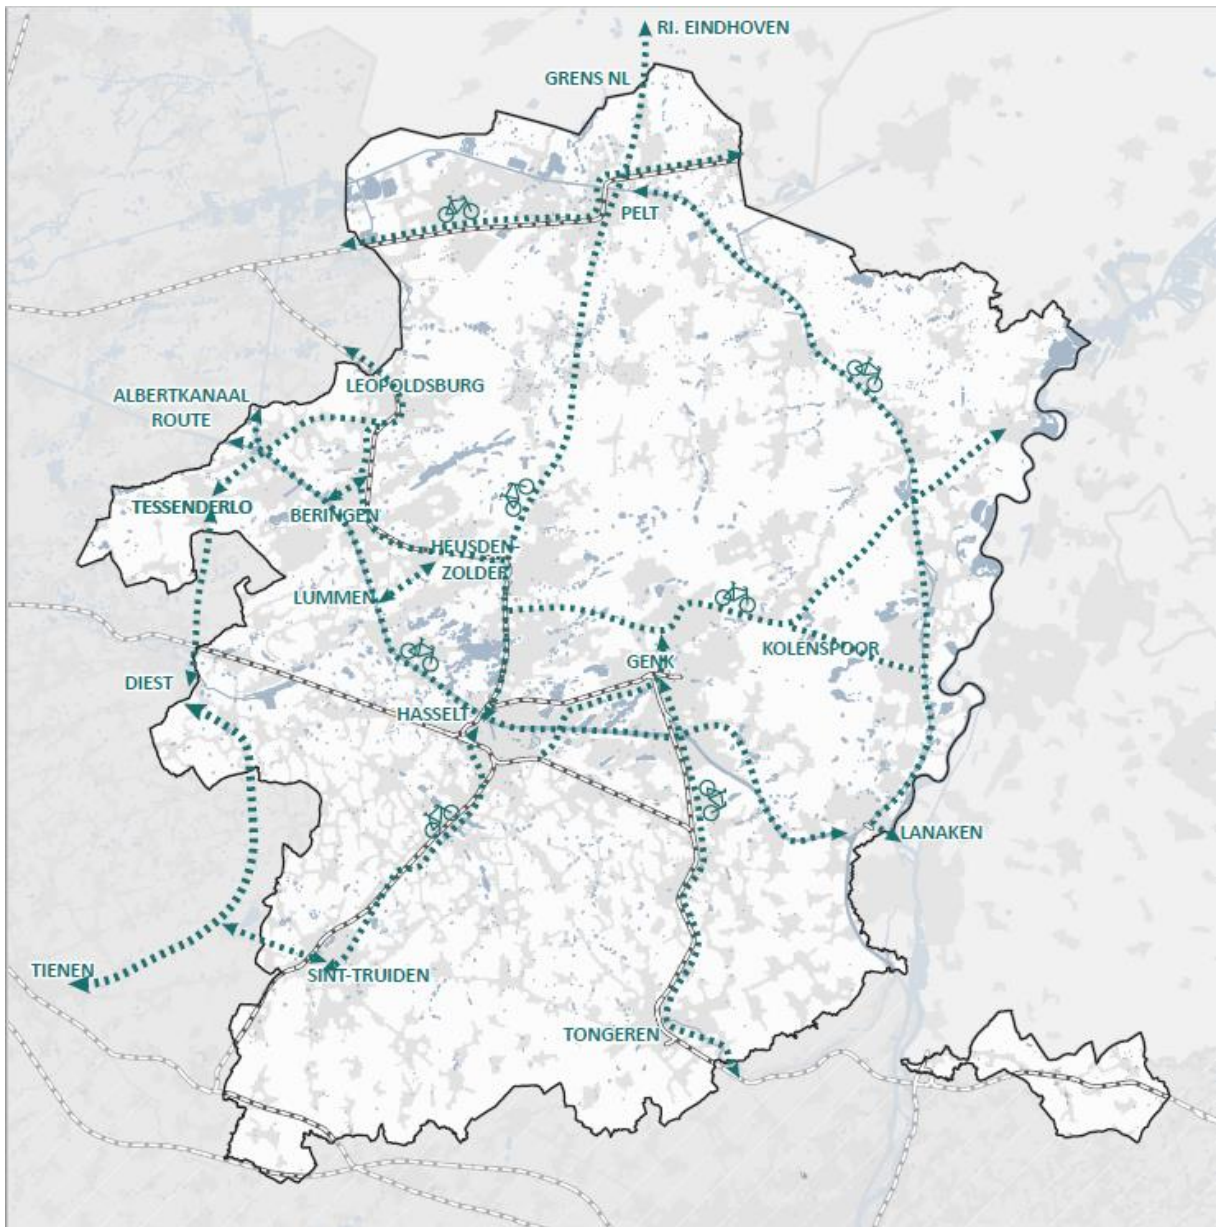 RI. EINDHOVEN
GRENS NL
PELT
LEOPOLDSBURG
ALBERTKANAAL
ROUTE
TESSENDERLO
BERINGEN
HEUSDEN-
ZOLDER
LUMMEN
KOLENSPOOR
GENK
DIEST
HASSELT
LANAKEN
TIENEN
SINT-TRUIDEN
TONGEREN